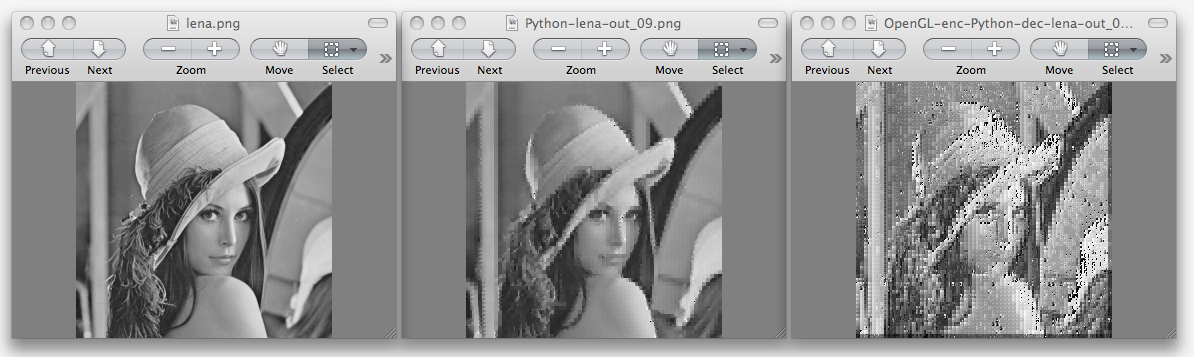 lena.png
Previous Next Zoom Move Select »
Python-lena-out_09.png
Previous Next Zoom Move Select »
OpenGL-enc-Python-dec-lena-out_0...
Previous Next Zoom Move Select »